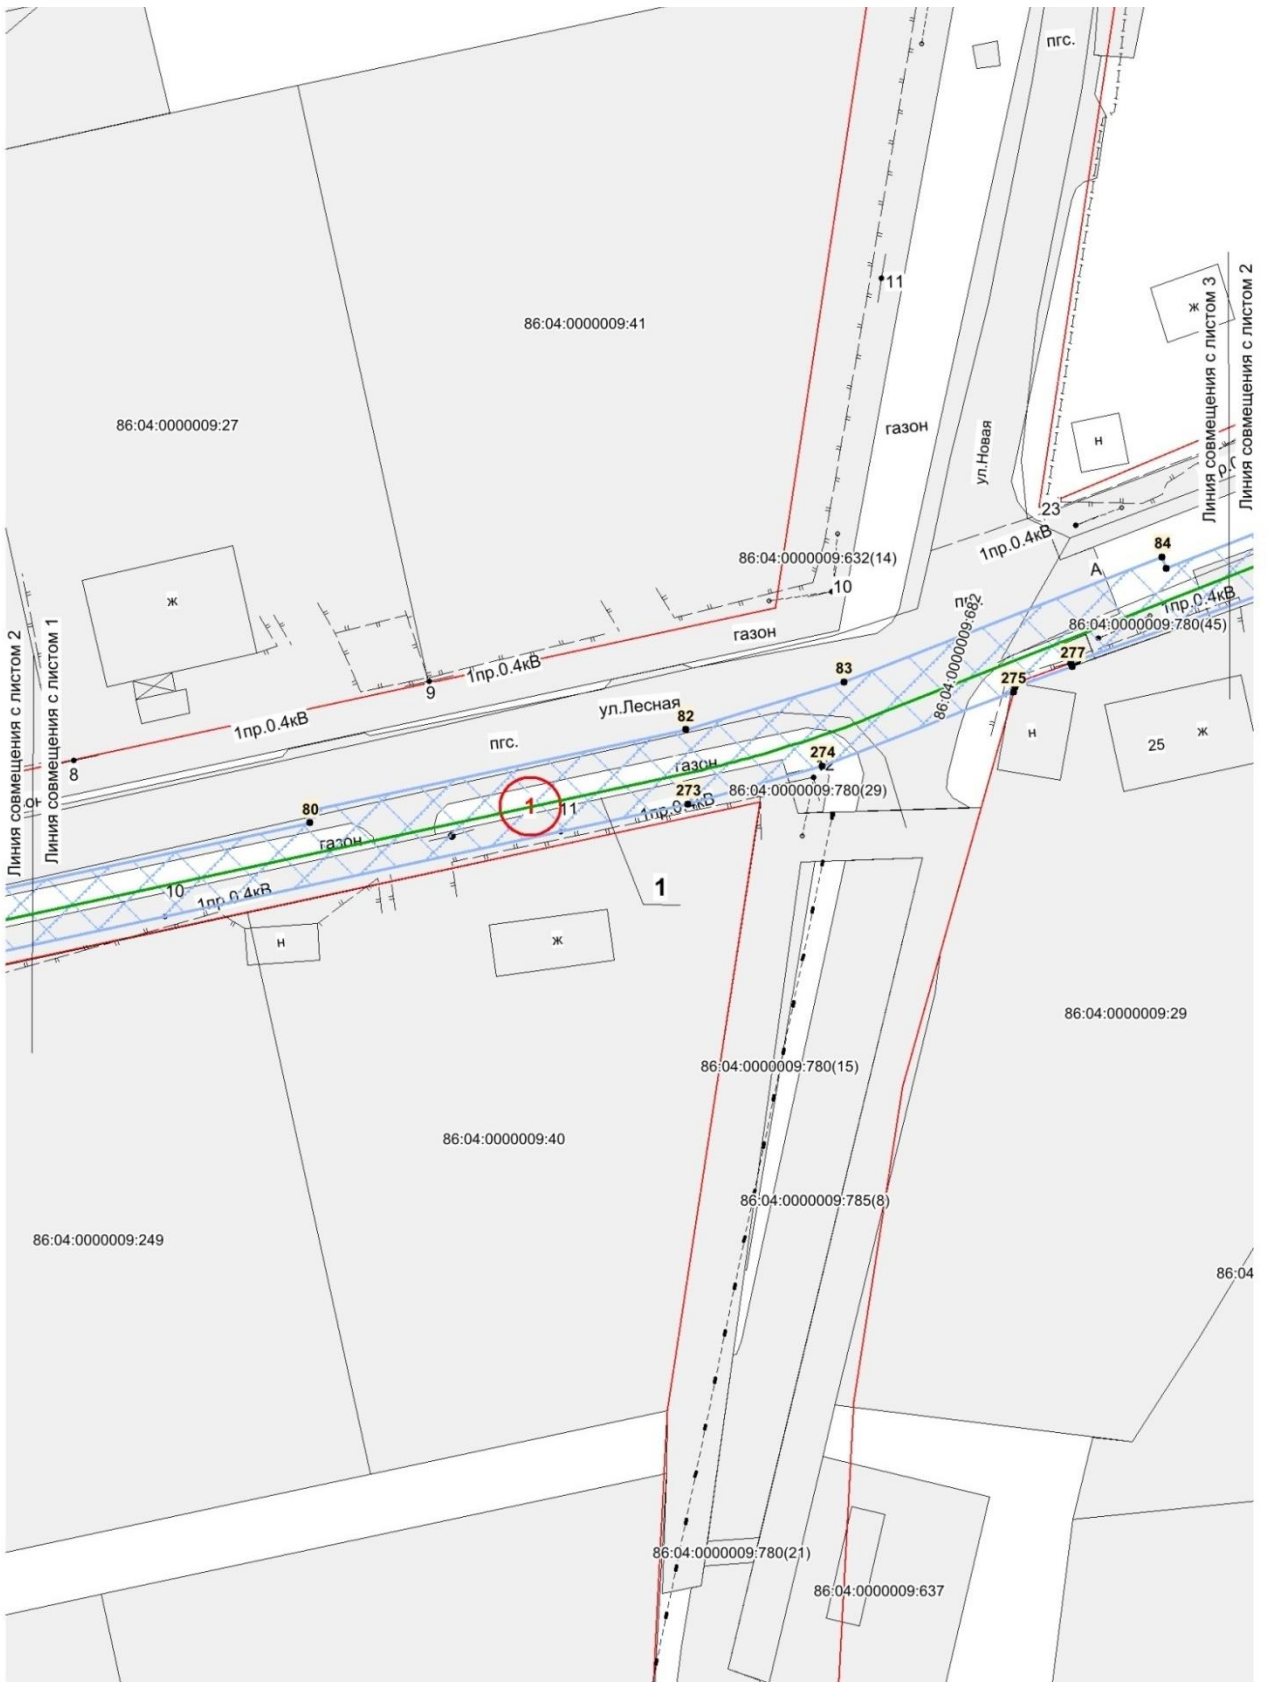 пгс.
11
86:04:0000009:41
ж
Линия совмещения с листом 3
Линия совмещения с листом 2
86:04:0000009:27
газон
ул.Новая
н
23
1пр.0.4кВ
84
А
86:04:0000009:632(14)
10
1пр.0.4кВ
ж
86:04:0000009:780(45)
газон
86:04:0000009:682
277
83
275
1пр.0.4кВ
9
ул.Лесная
82
1пр.0.4кВ
н
25
ж
Линия совмещения с листом 2
Линия совмещения с листом 1
8
пгс.
газон
274
86:04:0000009:780(29)
273
80
1
11
газон
10
1пр.0.4кВ
1
н
ж
86:04:0000009:29
86:04:0000009:780(15)
86:04:0000009:40
86:04:0000009:785(8)
86:04:0000009:249
86:04
86:04:0000009:780(21)
86:04:0000009:637